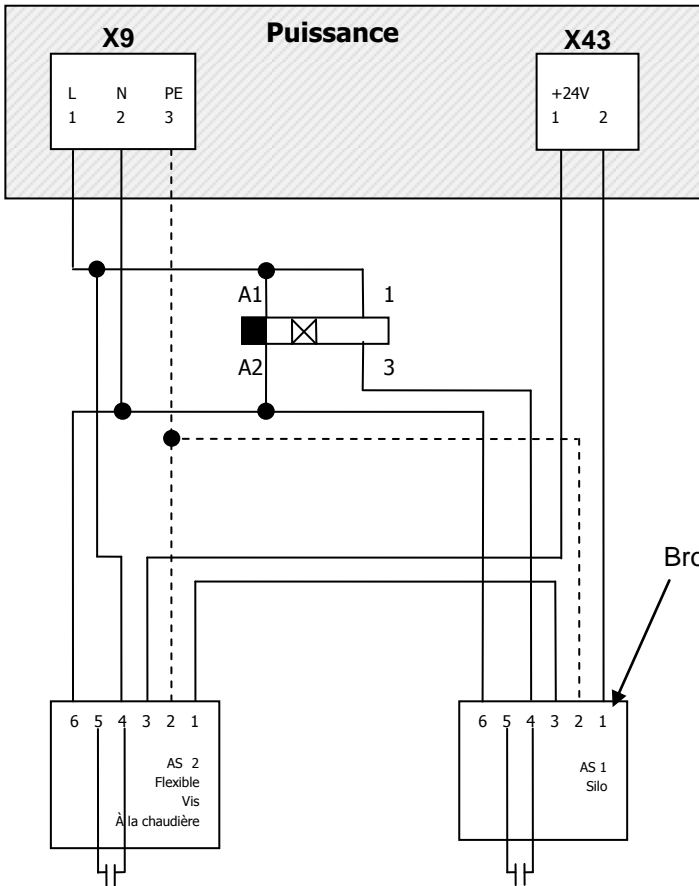 X9 Puissance X43
L N PE
1 2 3
+24V
1 2
A1 1
A2 3
Bro
6 5 4 3 2 1
AS 2
Flexible
Vis
À la chaudière
6 5 4 3 2 1
AS 1
Silo